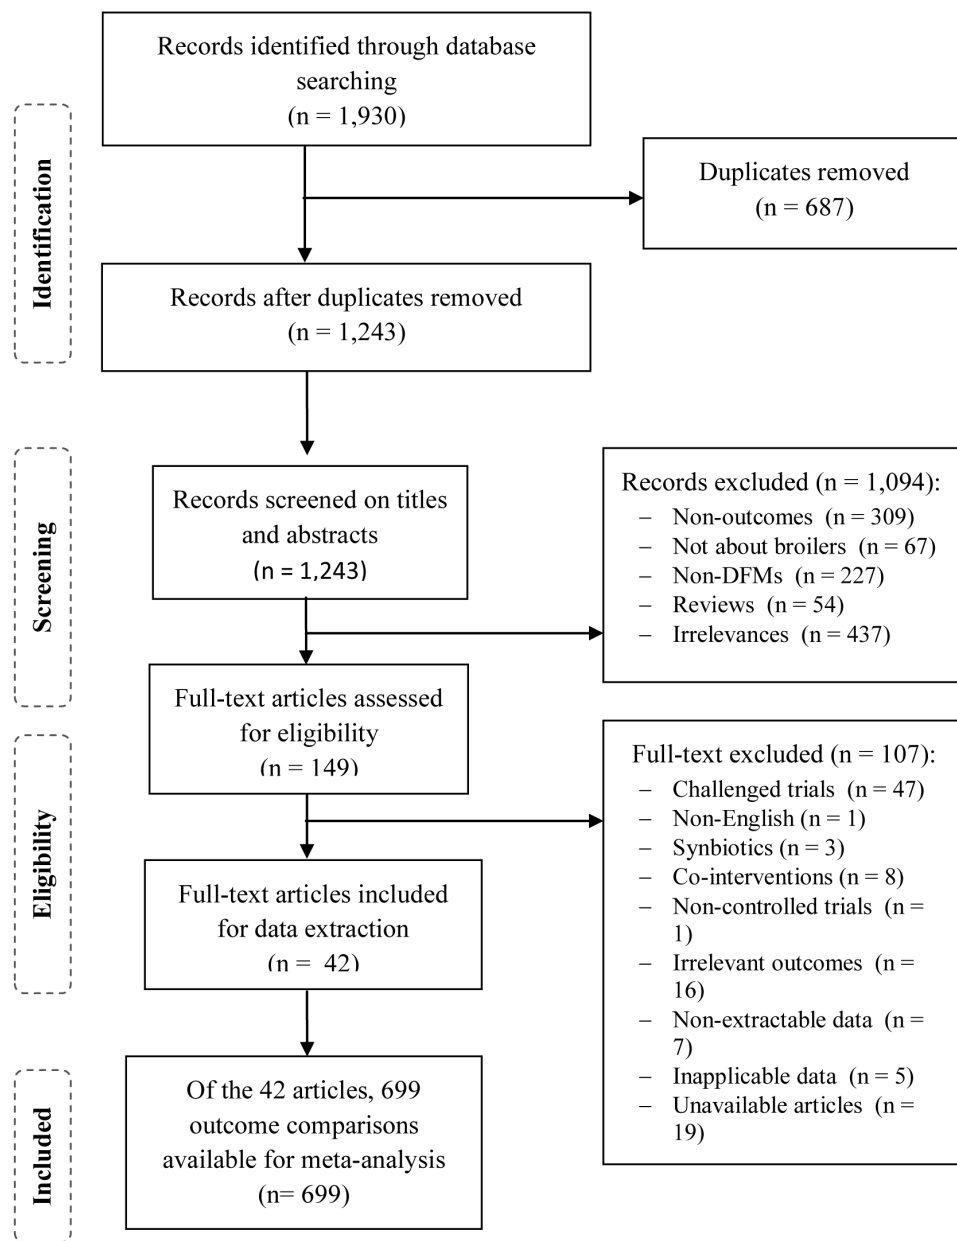 Records identified through database
searching
(n = 1,930)
Identification
Duplicates removed
(n = 687)
Records after duplicates removed
(n = 1,243)
Screening
Records screened on titles
and abstracts
(n = 1,243)
Records excluded (n = 1,094):
– Non-outcomes (n = 309)
– Not about broilers (n = 67)
– Non-DFMs (n = 227)
– Reviews (n = 54)
– Irrelevances (n = 437)
Full-text articles assessed
for eligibility
(n = 149)
Eligibility
Full-text excluded (n = 107):
– Challenged trials (n = 47)
– Non-English (n = 1)
– Synbiotics (n = 3)
– Co-interventions (n = 8)
– Non-controlled trials (n =
1)
– Irrelevant outcomes (n =
16)
– Non-extractable data (n =
7)
– Inapplicable data (n = 5)
– Unavailable articles (n =
19)
Full-text articles included
for data extraction
(n = 42)
Included
Of the 42 articles, 699
outcome comparisons
available for meta-analysis
(n= 699)